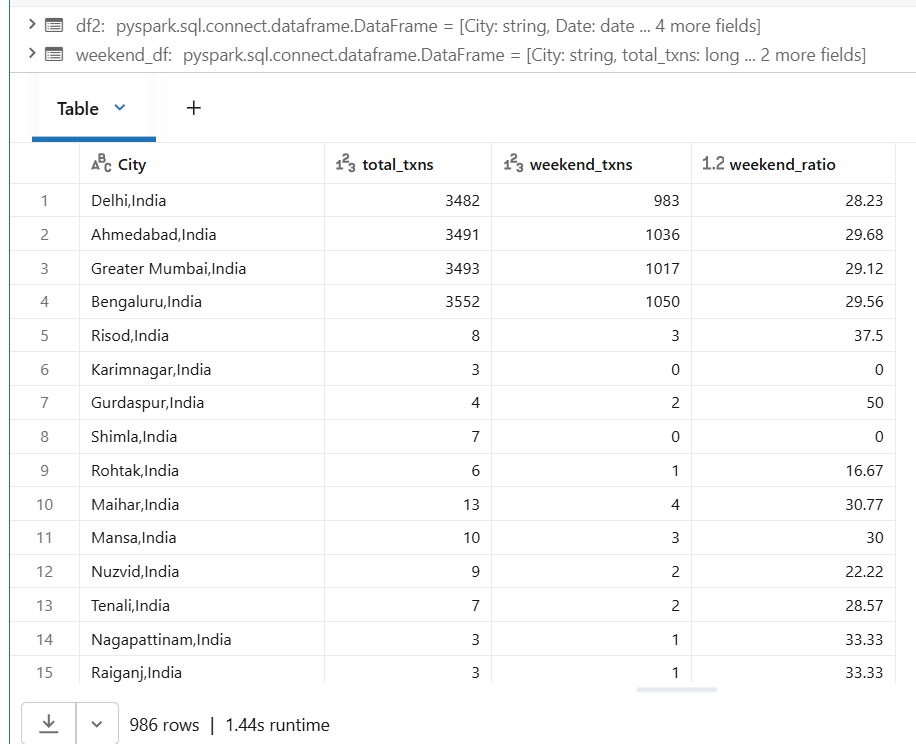 df2: pyspark.sql.connect.dataframe.DataFrame = [City: string, Date: date ... 4 more fields]
weekend_df: pyspark.sql.connect.dataframe.DataFrame = [City: string, total_txns: long ... 2 more fields]
Table +
ABC City 123 total_txns 123 weekend_txns 1.2 weekend_ratio
1 Delhi,India 3482 983 28.23
2 Ahmedabad,India 3491 1036 29.68
3 Greater Mumbai,India 3493 1017 29.12
4 Bengaluru,India 3552 1050 29.56
5 Risod,India 8 3 37.5
6 Karimnagar,India 3 0 0
7 Gurdaspur,India 4 2 50
8 Shimla,India 7 0 0
9 Rohtak,India 6 1 16.67
10 Maihar,India 13 4 30.77
11 Mansa,India 10 3 30
12 Nuzvid,India 9 2 22.22
13 Tenali,India 7 2 28.57
14 Nagapattinam,India 3 1 33.33
15 Raiganj,India 3 1 33.33
986 rows | 1.44s runtime